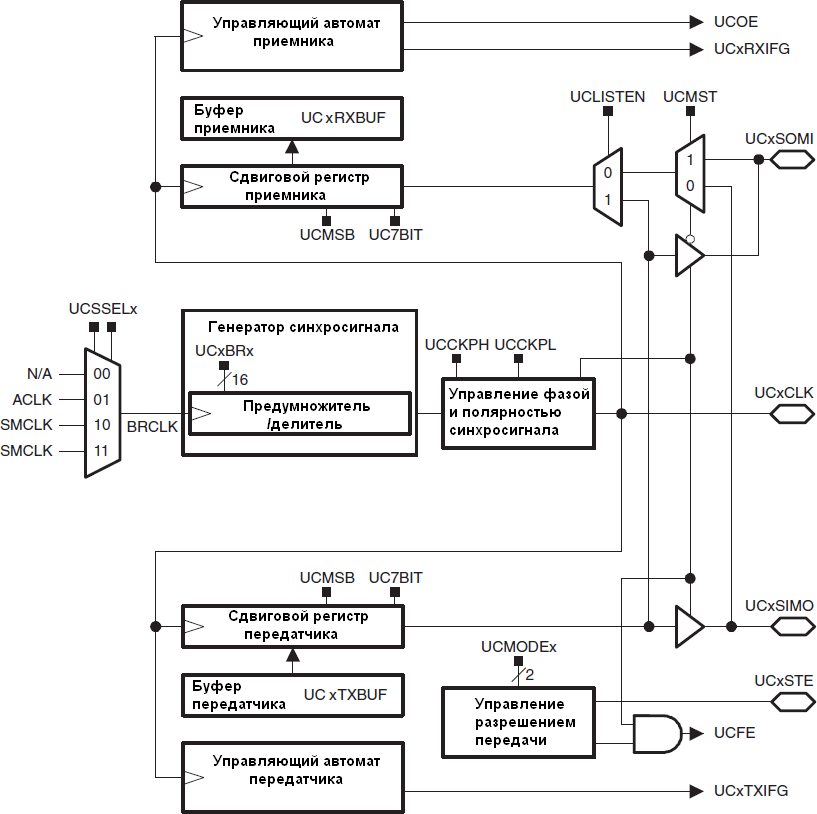 Управляющий автомат
приемника
UCOE
UCxRXIFG
Буфер
приемника
UC xRXBUF
UCLISTEN
UCMST
UCxSOMI
Сдвиговой регистр
приемника
0
1
1
0
UCMSB
UC7BIT
UCSSELx
Генератор синхросигнала
UCxBRx
16
UCCKPH
UCCKPL
N/A
00
ACLK
01
SMCLK
10
SMCLK
11
BRCLK
Предумножитель
/делитель
Управление фазой
и полярностью
синхросигнала
UCxCLK
UCMSB
UC7BIT
Сдвиговой регистр
передатчика
UCxSIMO
UCMODEx
2
Буфер
передатчика
UC xTXBUF
Управление
разрешением
передачи
UCxSTE
UCFE
Управляющий автомат
передатчика
UCxTXIFG